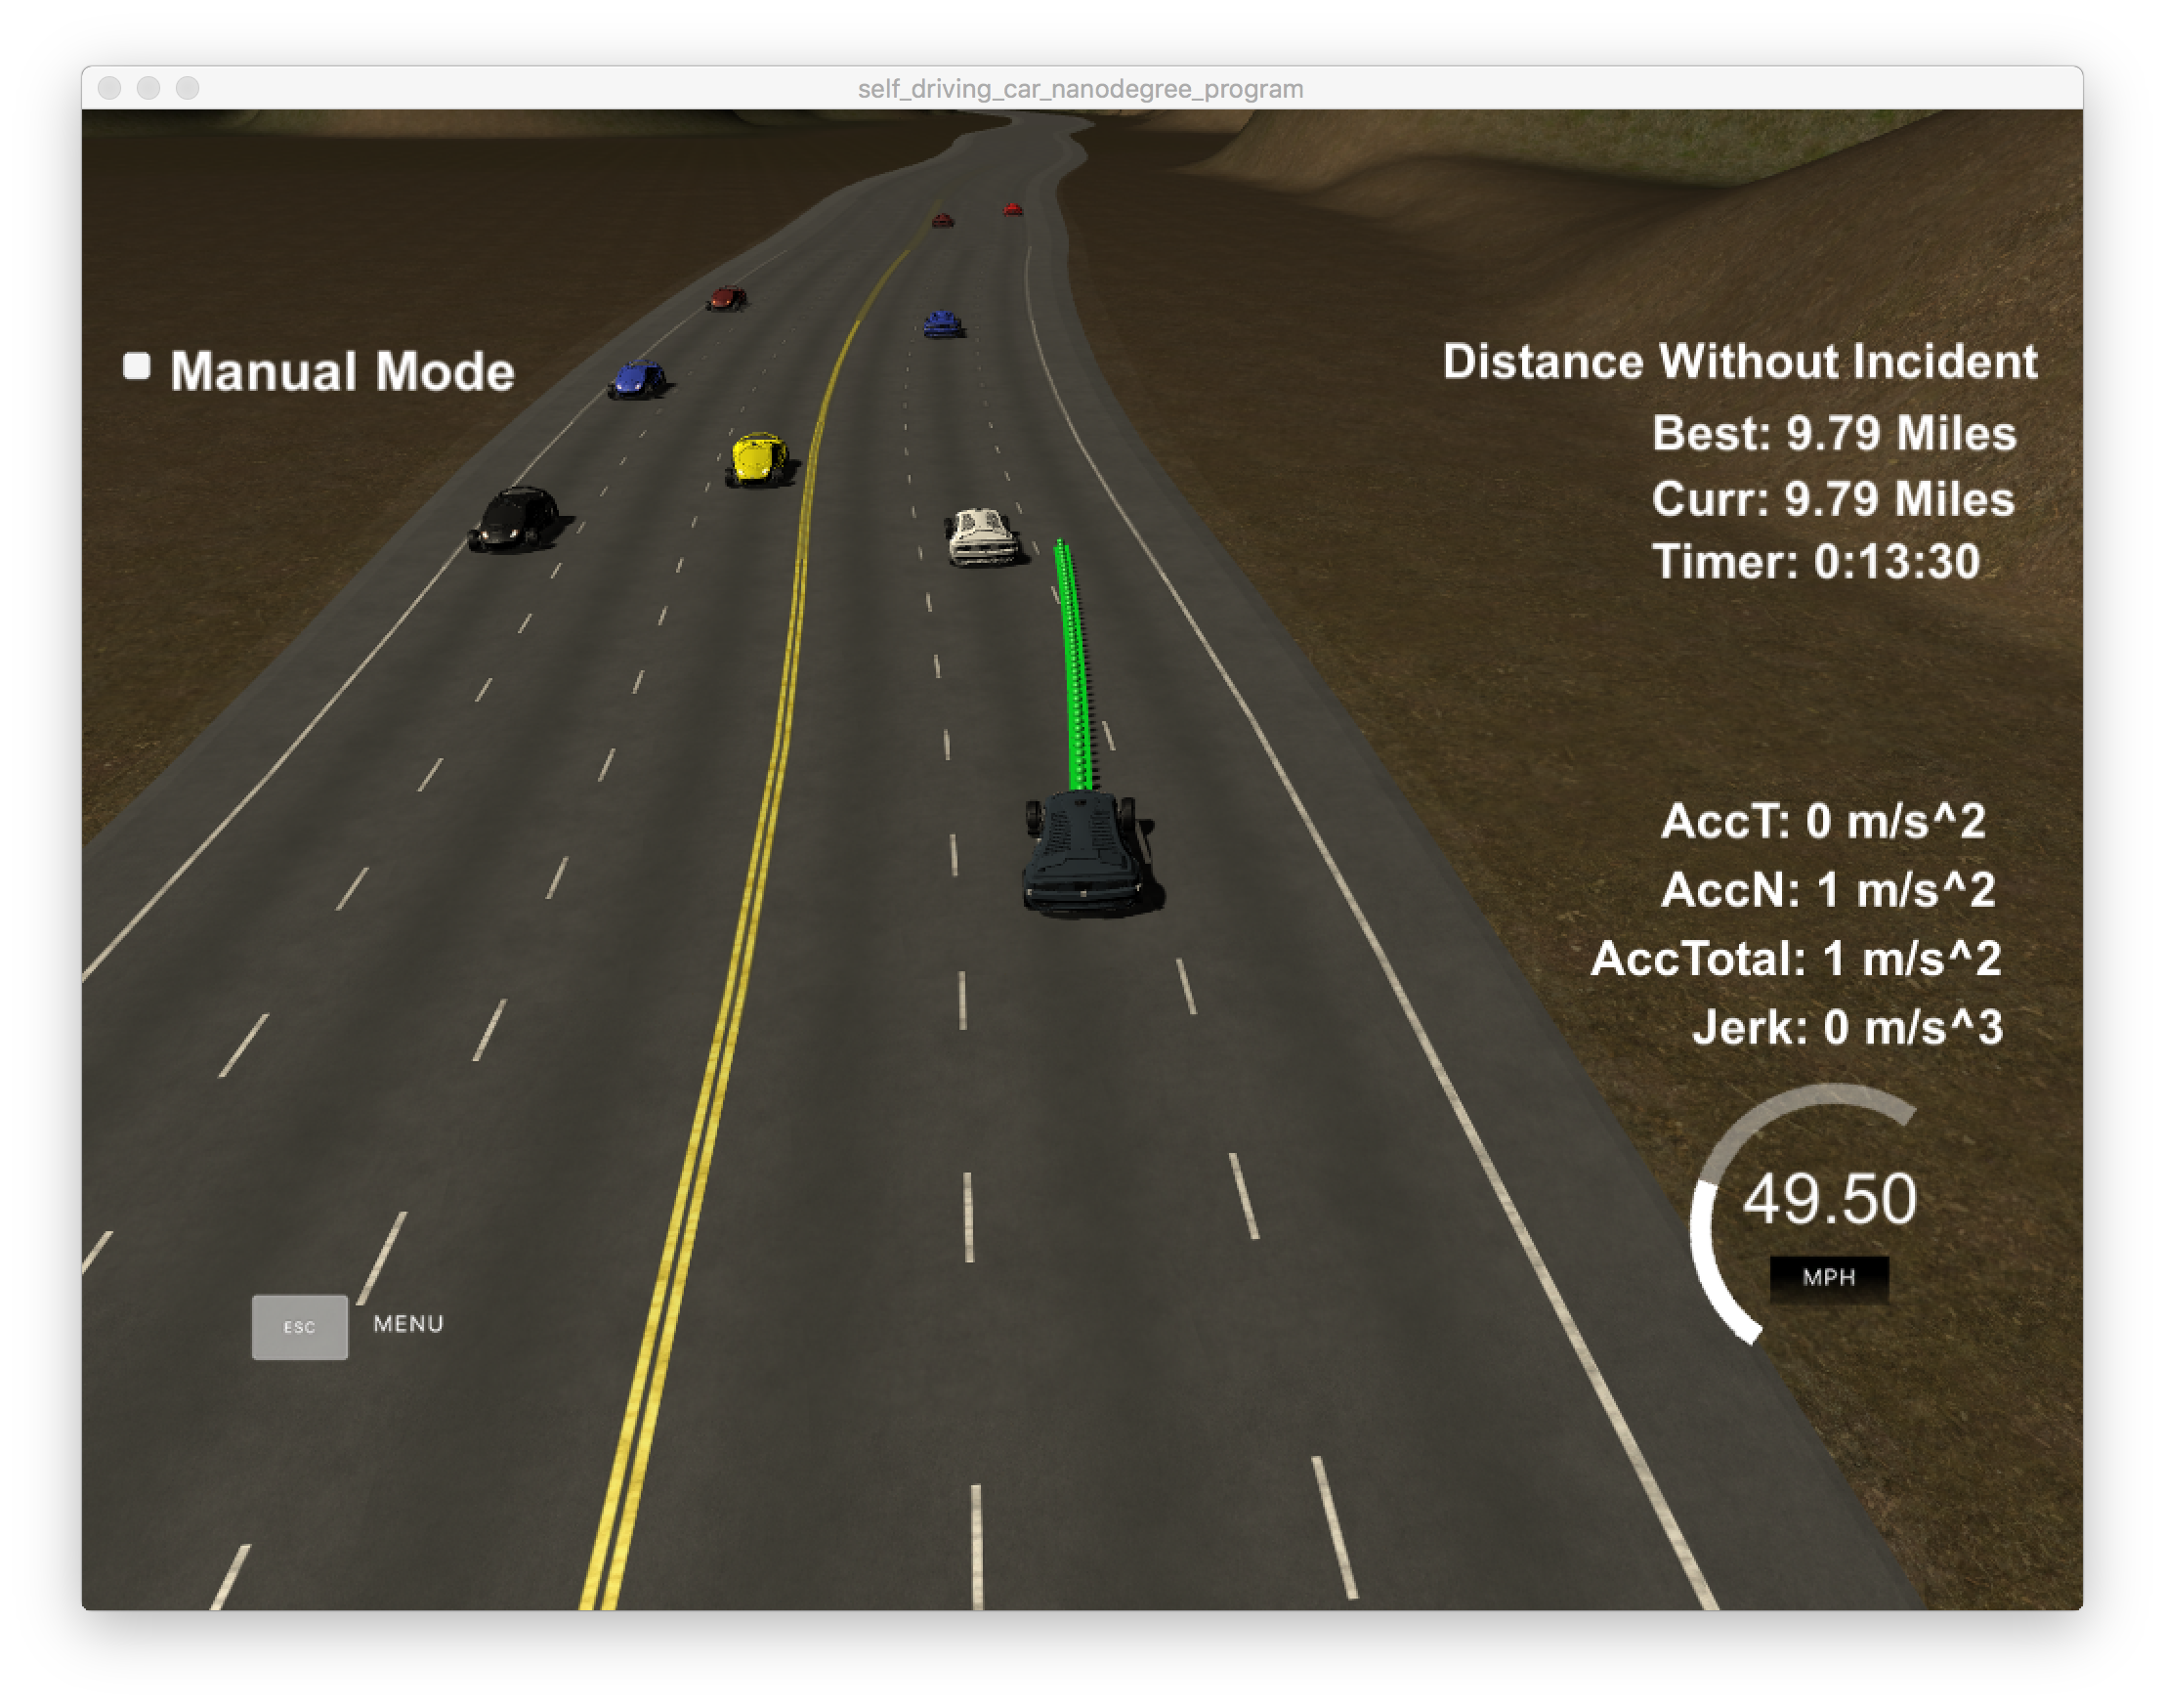 self_driving_car_nanodegree_program
Manual Mode
Distance Without Incident
Best: 9.79 Miles
Curr: 9.79 Miles
Timer: 0:13:30
AccT: 0 m/s^2
AccN: 1 m/s^2
AccTotal: 1 m/s^2
Jerk: 0 m/s^3
49.50
MPH
ESC MENU